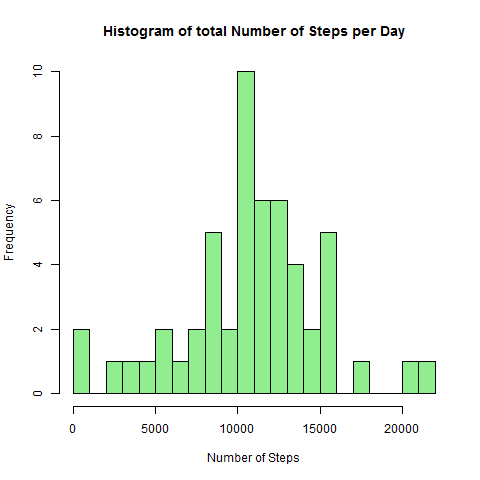 Histogram of total Number of Steps per Day
Frequency
10
8
6
4
2
0
0 5000 10000 15000 20000
Number of Steps